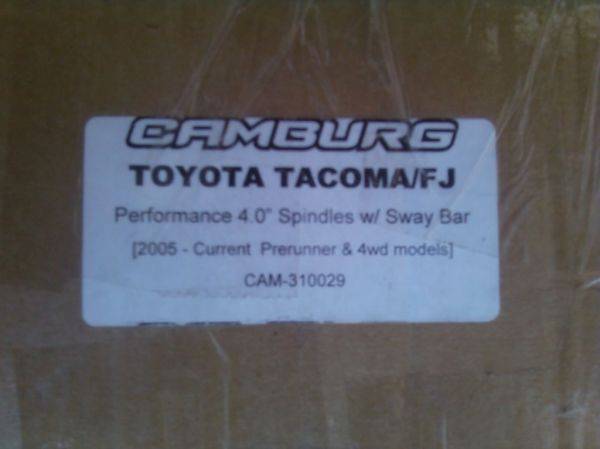 CAMBURG
TOYOTA TACOMA/FJ
Performance 4.0" Spindles w/ Sway Bar
[2005 - Current Prerunner & 4wd models]
CAM-310029